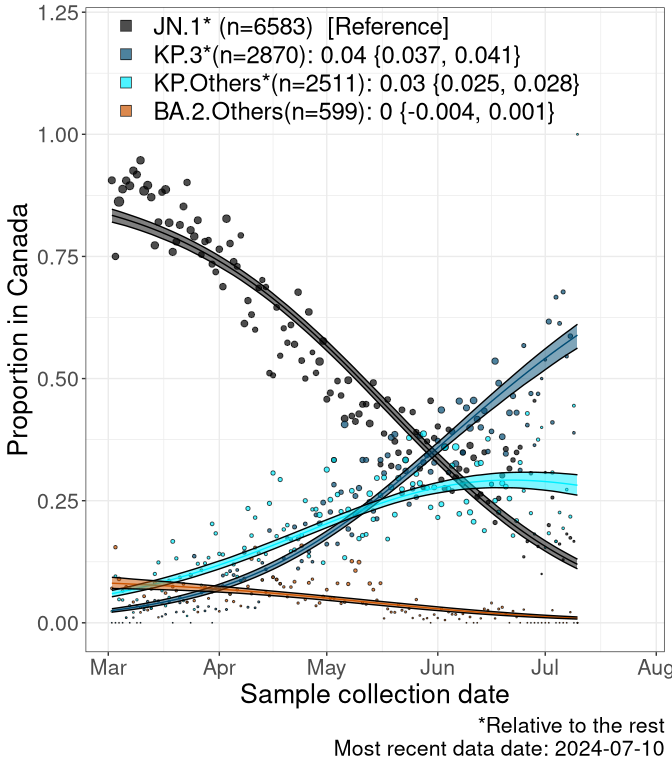 1.25
JN.1* (n=6583)  [Reference]
KP.3*(n=2870): 0.04 {0.037, 0.041}
KP.Others*(n=2511): 0.03 {0.025, 0.028}
BA.2.Others(n=599): 0 {-0.004, 0.001}
1.00
0.75
0.50
0.25
0.00
Proportion in Canada
Mar Apr May Jun Jul Aug
Sample collection date
*Relative to the rest
Most recent data date: 2024-07-10